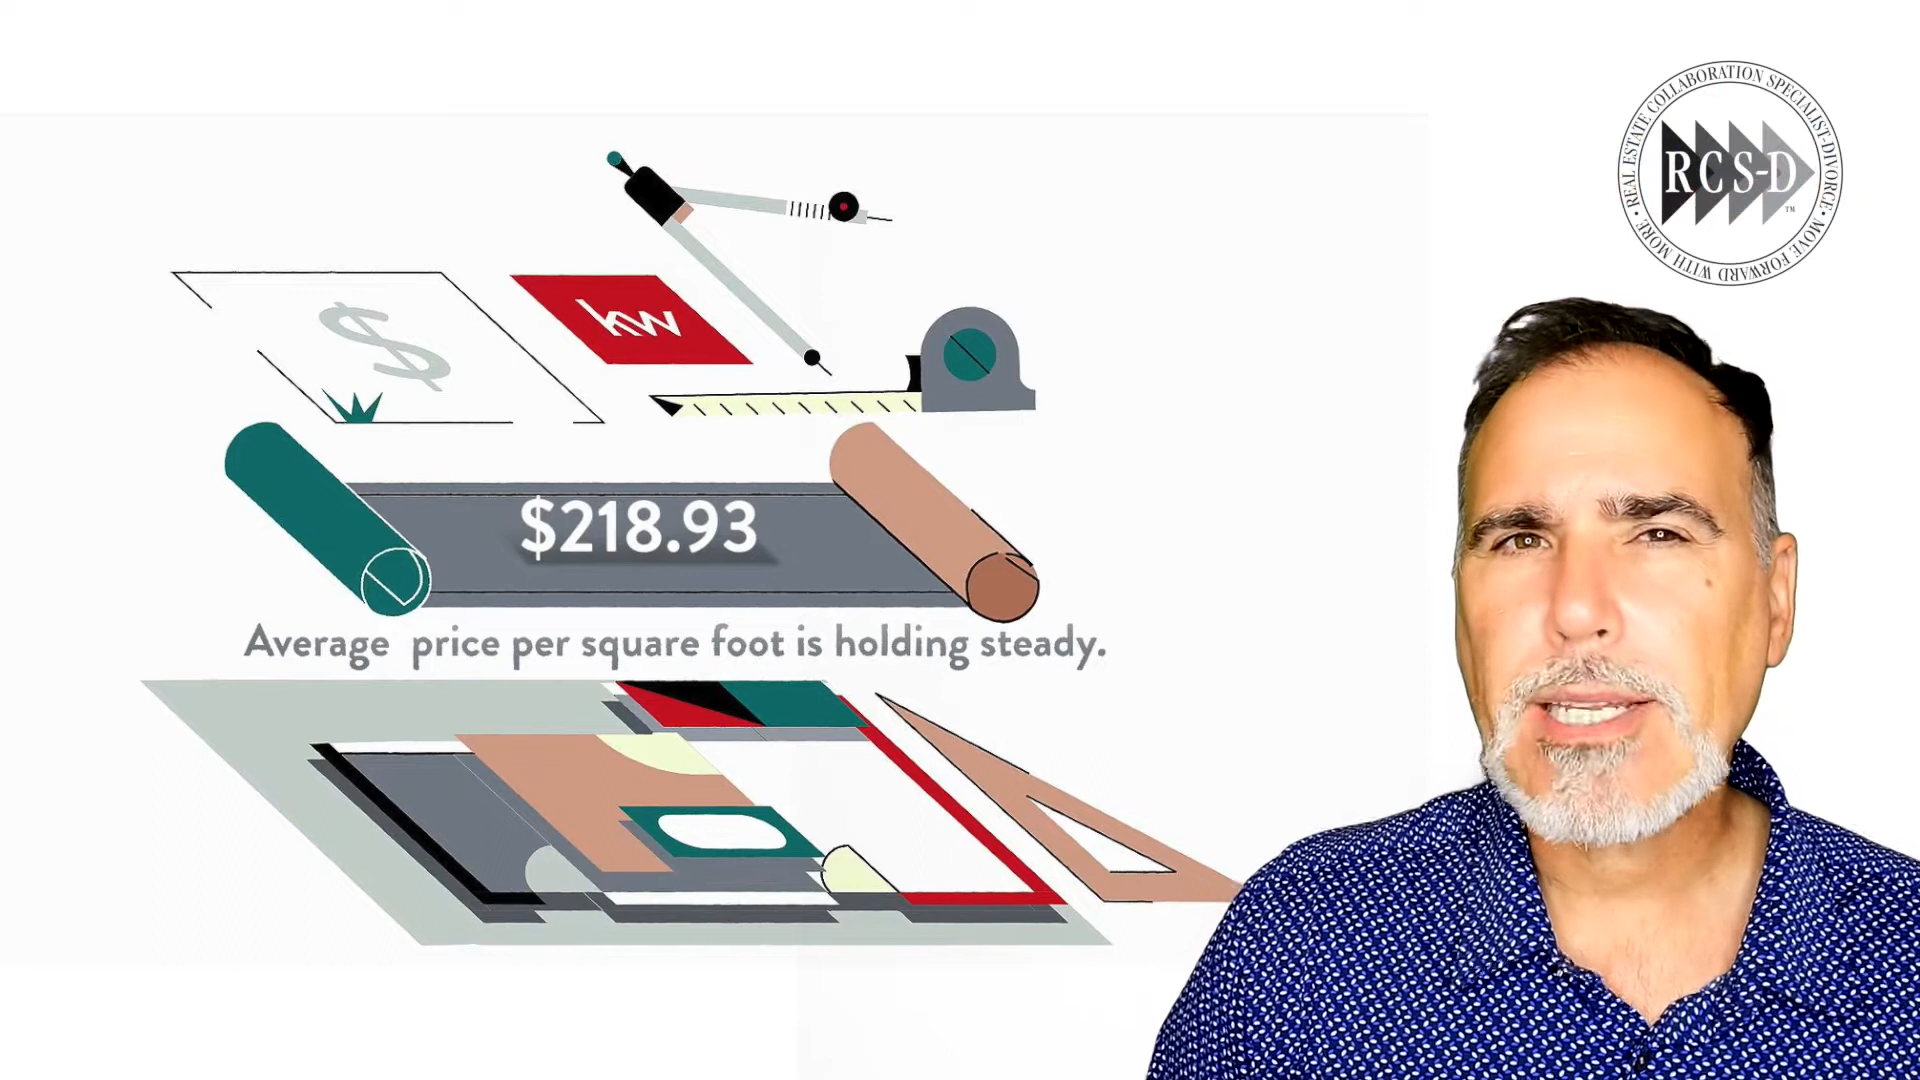 REAL ESTATE COLLABORATION SPECIALIST-DIVORCE • MOVE FORWARD WITH MORE •
RCS-D
™
$
kw
$218.93
Average price per square foot is holding steady.